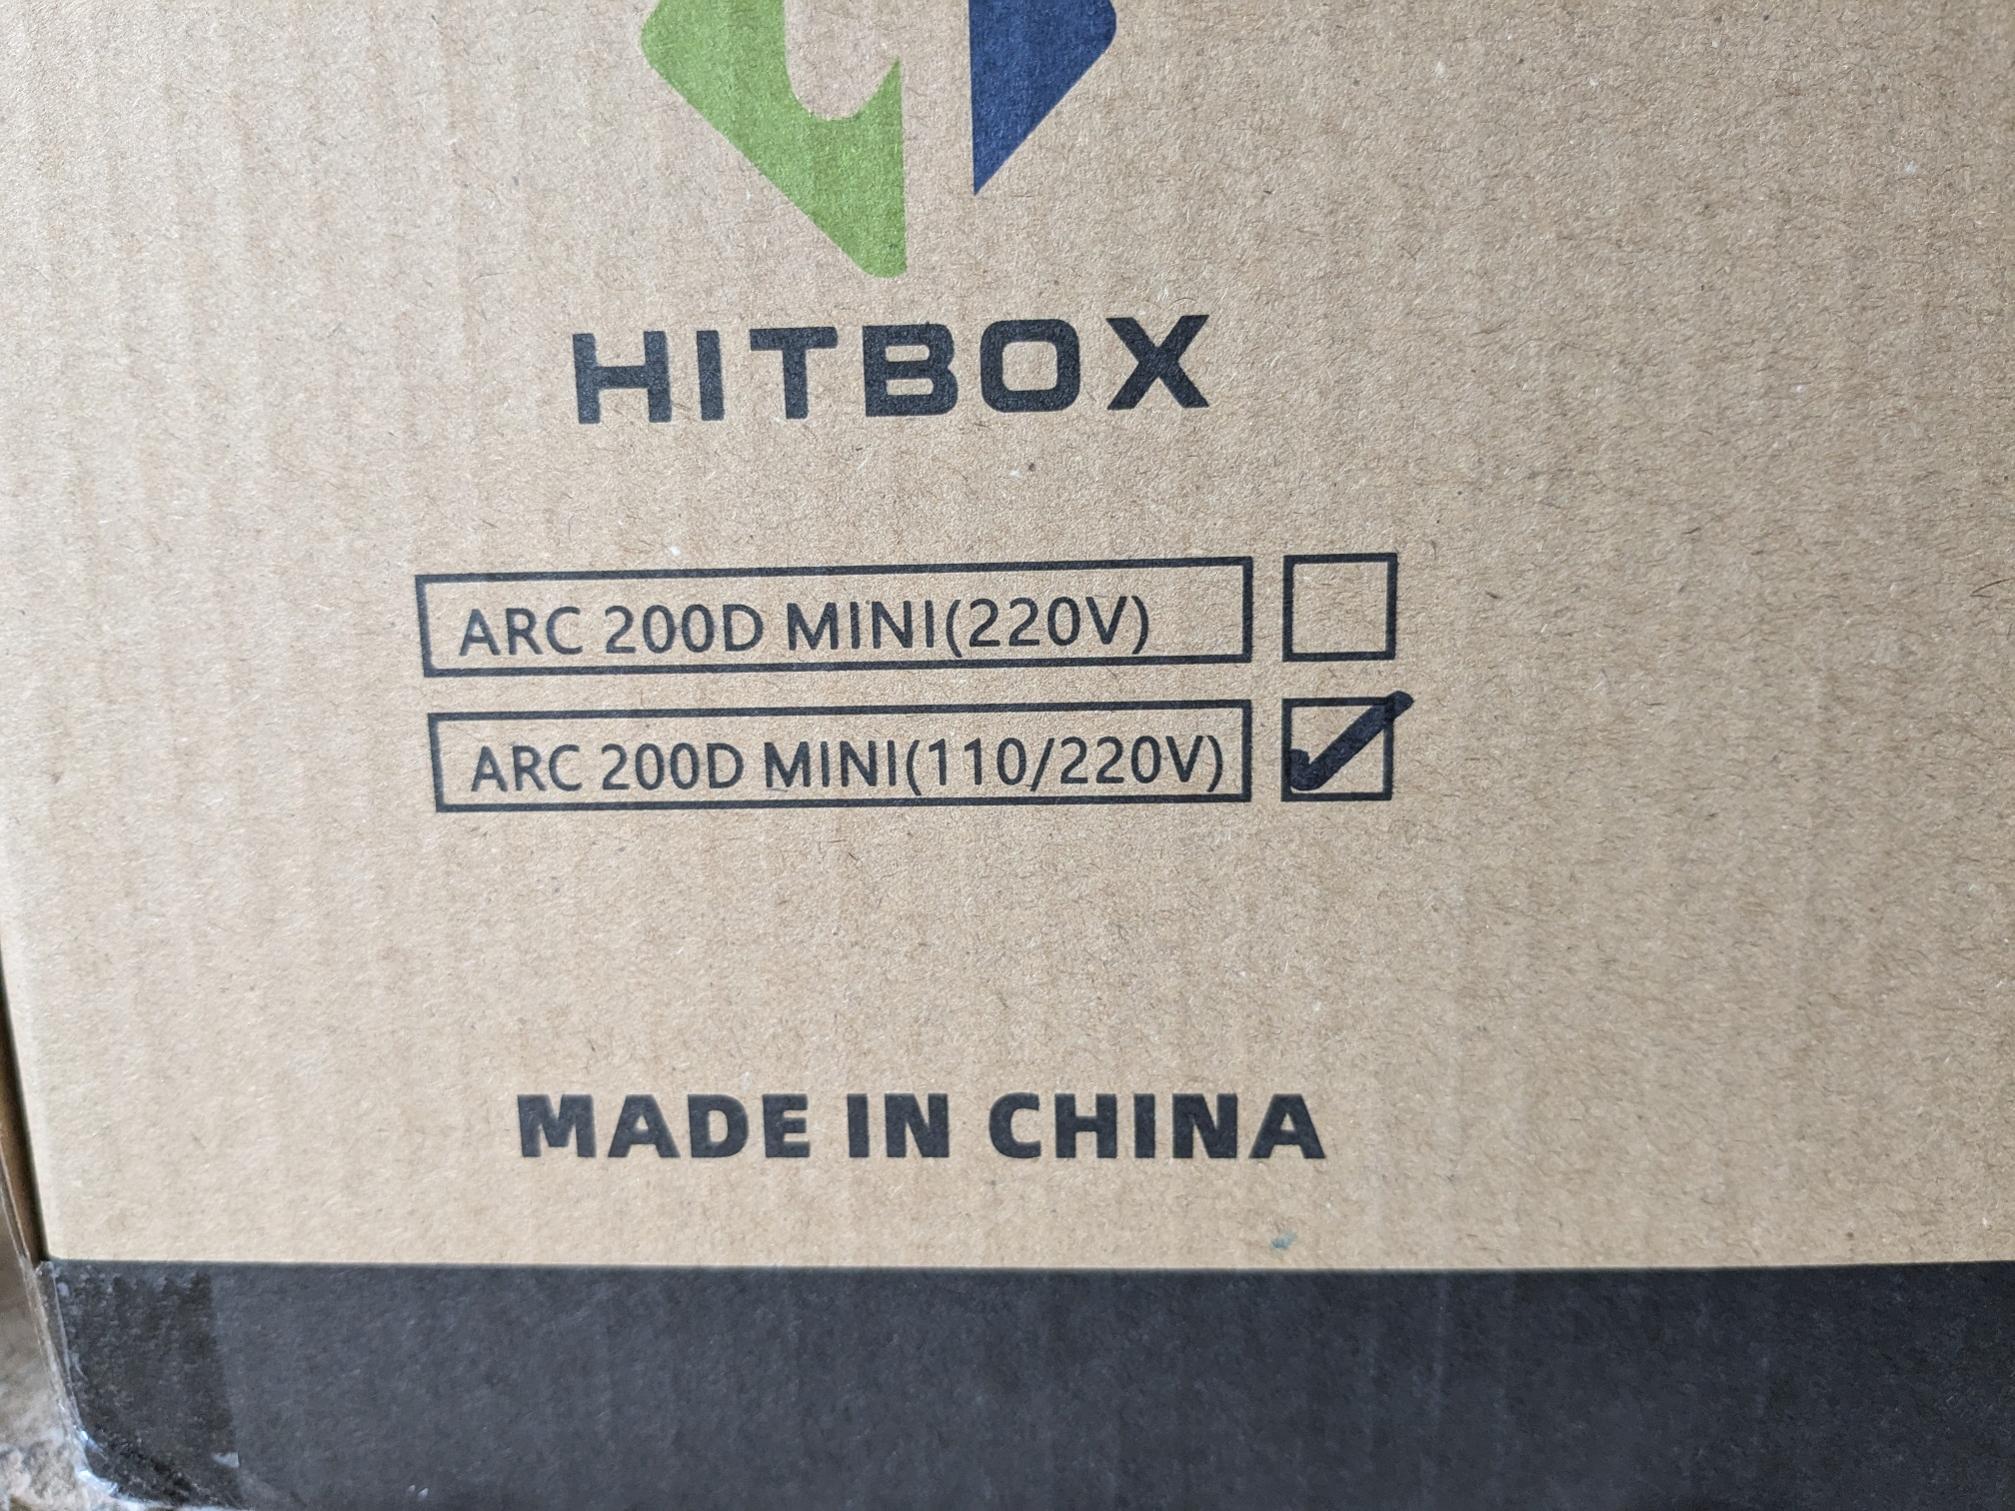 HITBOX
ARC 200D MINI(220V)
ARC 200D MINI(110/220V)
MADE IN CHINA